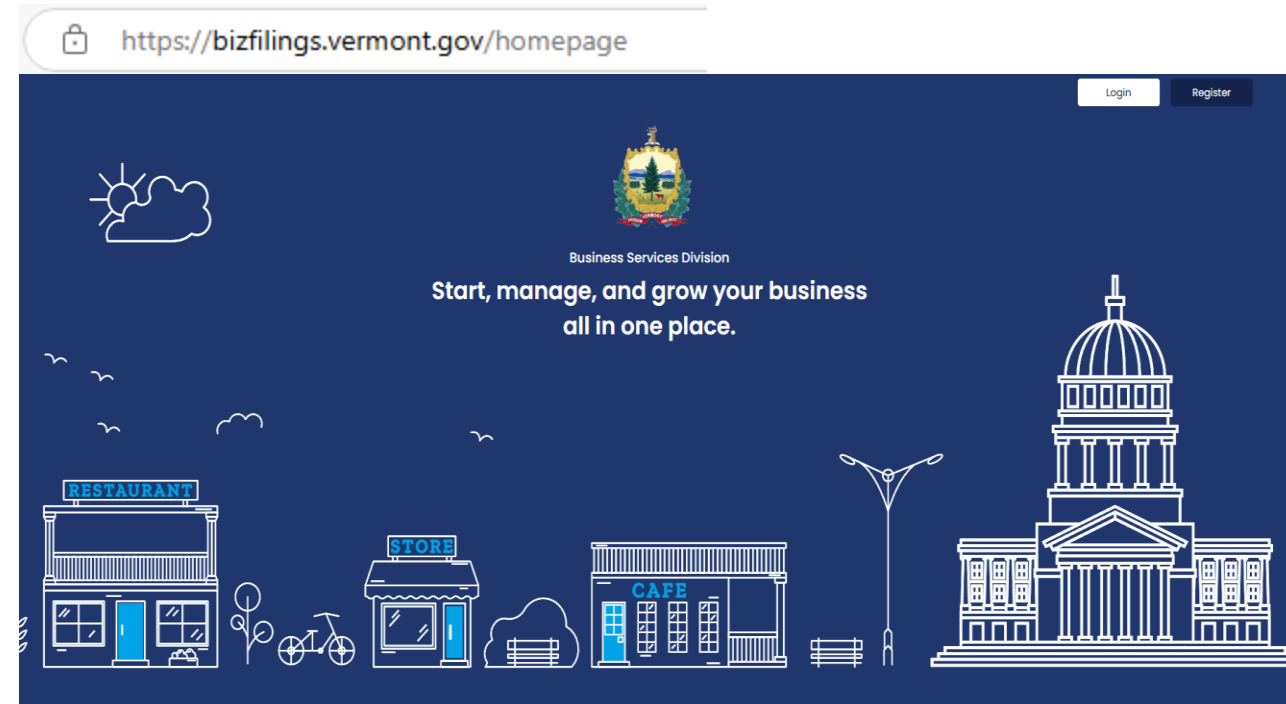 https://bizfilings.vermont.gov/homepage
Login Register
Business Services Division
Start, manage, and grow your business
all in one place.
RESTAURANT
STORE
CAFE